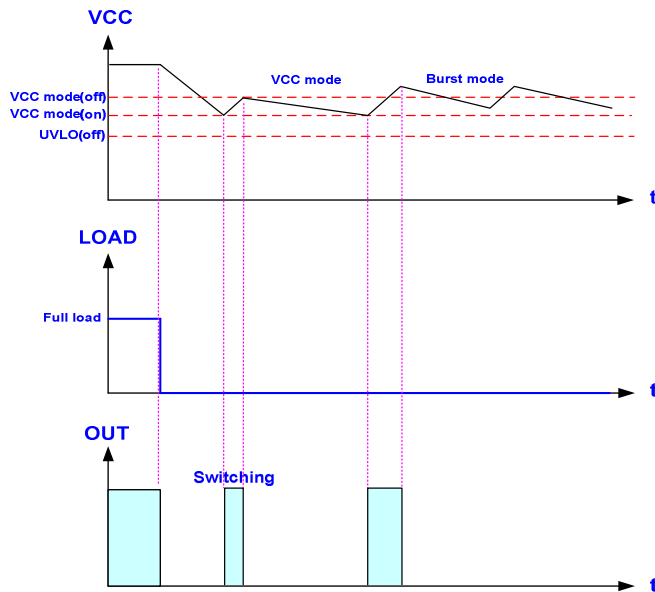 VCC
VCC mode
Burst mode
VCC mode(off)
VCC mode(on)
UVLO(off)
t
LOAD
Full load
t
OUT
Switching
t